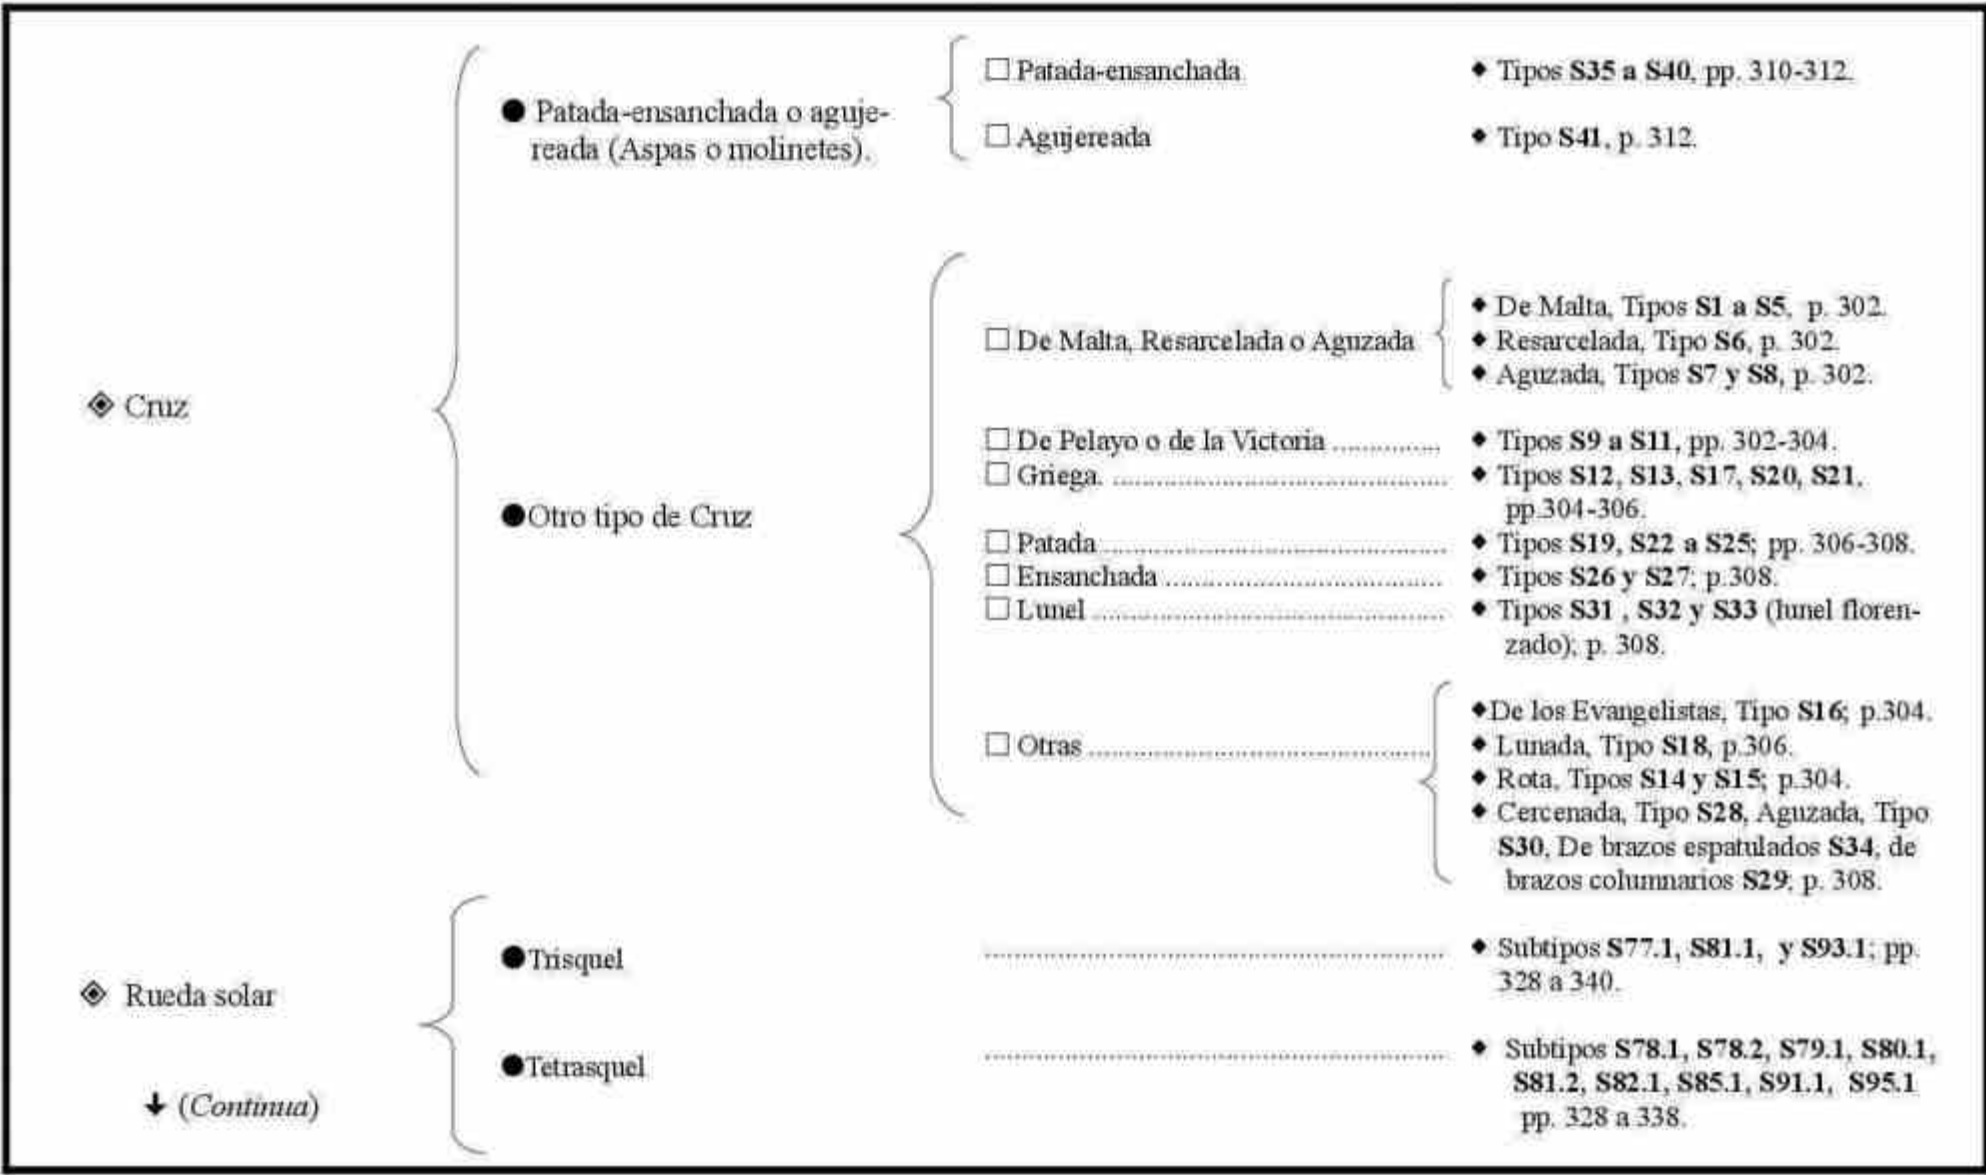 Patada-ensanchada
Tipos S35 a S40, pp. 310-312.
Patada-ensanchada o aguje-
reada (Aspas o molinetes).
Agujereada
Tipo S41, p. 312.
Cruz
Otro tipo de Cruz
De Malta, Resarcelada o Aguzada
De Malta, Tipos S1 a S5, p. 302.
Resarcelada, Tipo S6, p. 302.
Aguzada, Tipos S7 y S8, p. 302.
De Pelayo o de la Victoria ............... Tipos S9 a S11, pp. 302-304.
Griega. ............... Tipos S12, S13, S17, S20, S21,
pp.304-306.
Patada ............... Tipos S19, S22 a S25; pp. 306-308.
Ensanchada ............... Tipos S26 y S27; p.308.
Lunel ............... Tipos S31 , S32 y S33 (lunel floren-
zado); p. 308.
Otras ...............
De los Evangelistas, Tipo S16; p.304.
Lunada, Tipo S18, p.306.
Rota, Tipos S14 y S15; p.304.
Cercenada, Tipo S28, Aguzada, Tipo
S30, De brazos espatulados S34, de
brazos columnarios S29; p. 308.
Rueda solar
Trisquel ............... Subtipos S77.1, S81.1, y S93.1; pp.
328 a 340.
Tetrasquel ............... Subtipos S78.1, S78.2, S79.1, S80.1,
S81.2, S82.1, S85.1, S91.1, S95.1
pp. 328 a 338.
(Continua)